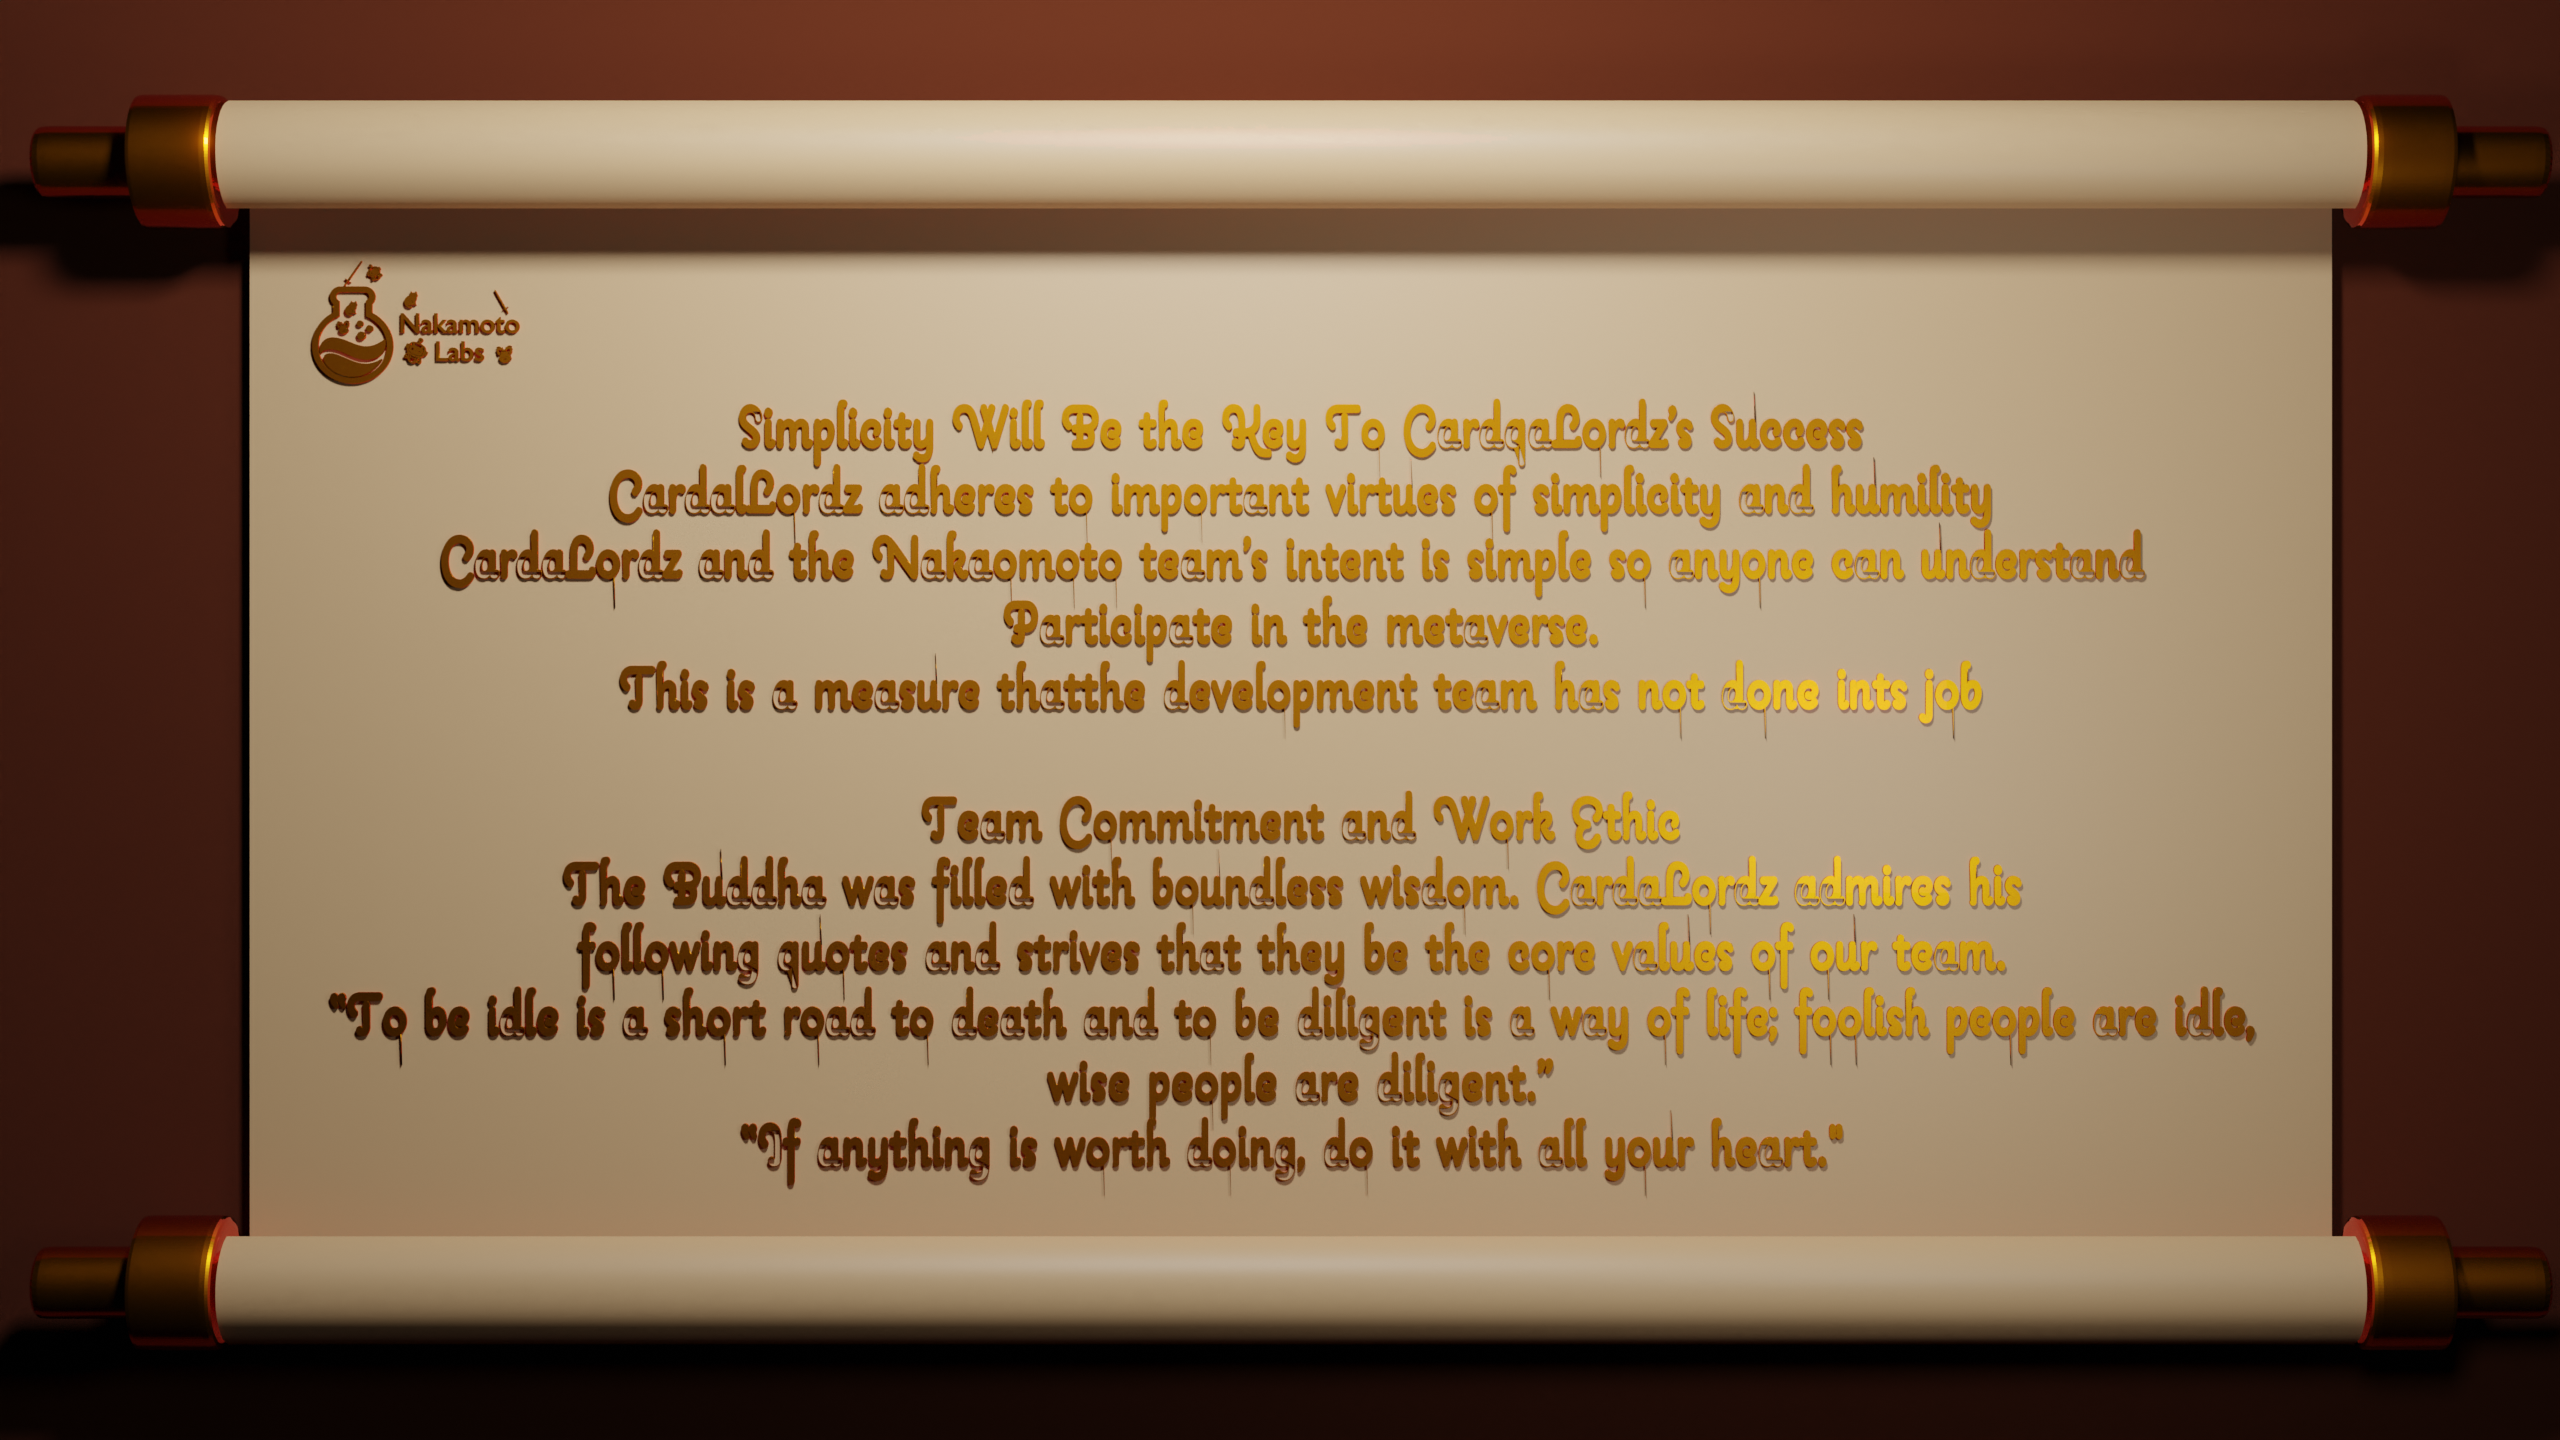 Nakamoto
Labs
Simplicity Will Be the Key To CardqaLordz's Success
CardalLordz adheres to important virtues of simplicity and humility
CardaLordz and the Nakaomoto team's intent is simple so anyone can understand
Participate in the metaverse.
This is a measure thatthe development team has not done ints job
Team Commitment and Work Ethic
The Buddha was filled with boundless wisdom. CardaLordz admires his
following quotes and strives that they be the core values of our team.
"To be idle is a short road to death and to be diligent is a way of life; foolish people are idle,
wise people are diligent."
"If anything is worth doing, do it with all your heart."